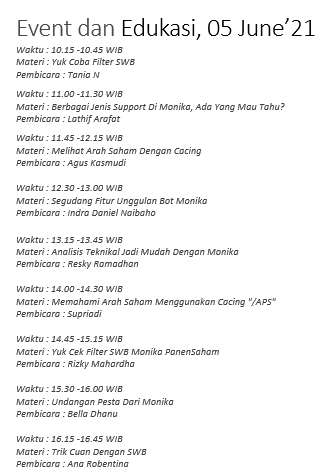 Event dan Edukasi, 05 June’21
Waktu : 10.15 -10.45 WIB
Materi : Yuk Coba Filter SWB
Pembicara : Tania N
Waktu : 11.00 -11.30 WIB
Materi : Berbagai Jenis Support Di Monika, Ada Yang Mau Tahu?
Pembicara : Lathif Arafat
Waktu : 11.45 -12.15 WIB
Materi : Melihat Arah Saham Dengan Cacing
Pembicara : Agus Kasmudi
Waktu : 12.30 -13.00 WIB
Materi : Segudang Fitur Unggulan Bot Monika
Pembicara : Indra Daniel Naibaho
Waktu : 13.15 -13.45 WIB
Materi : Analisis Teknikal Jadi Mudah Dengan Monika
Pembicara : Resky Ramadhan
Waktu : 14.00 -14.30 WIB
Materi : Memahami Arah Saham Menggunakan Cacing "/APS"
Pembicara : Supriadi
Waktu : 14.45 -15.15 WIB
Materi : Yuk Cek Filter SWB Monika PanenSaham
Pembicara : Rizky Mahardha
Waktu : 15.30 -16.00 WIB
Materi : Undangan Pesta Dari Monika
Pembicara : Bella Dhanu
Waktu : 16.15 -16.45 WIB
Materi : Trik Cuan Dengan SWB
Pembicara : Ana Robentina